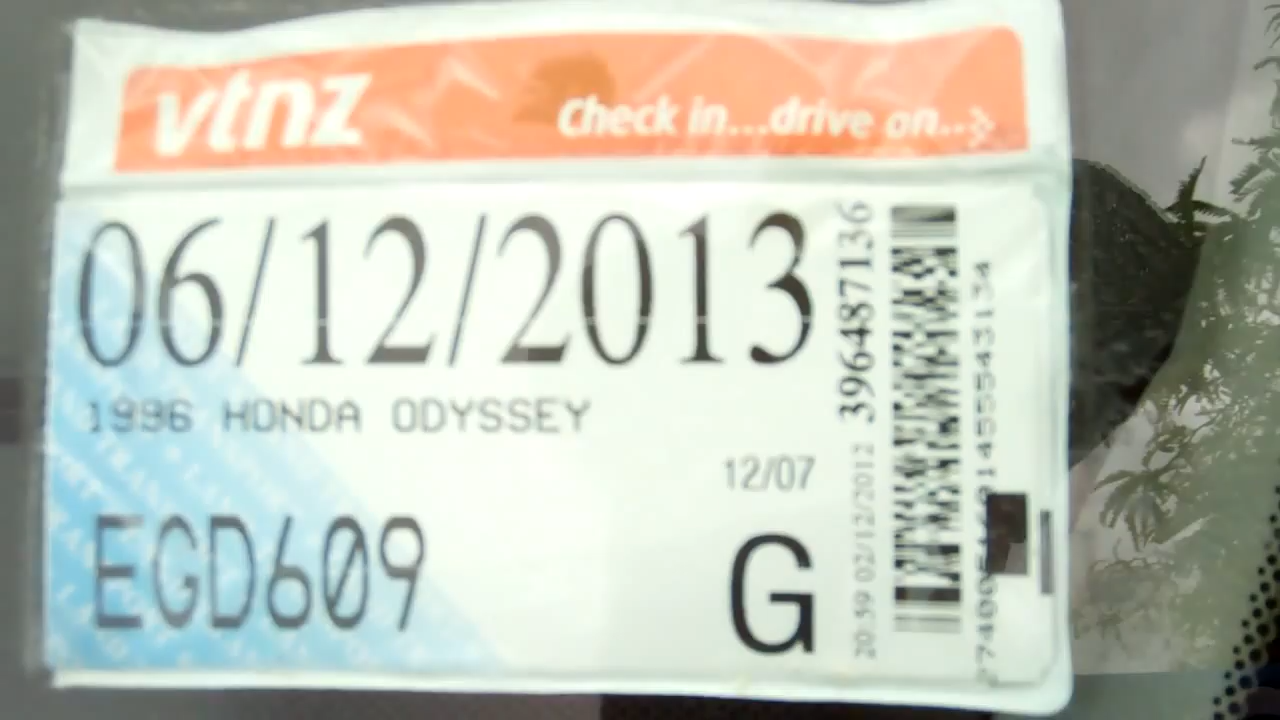 vtnz
Check in...drive on...
06/12/2013
1996 HONDA ODYSSEY
12/07
EGD609
G
20:59 02/12/2012 396487136